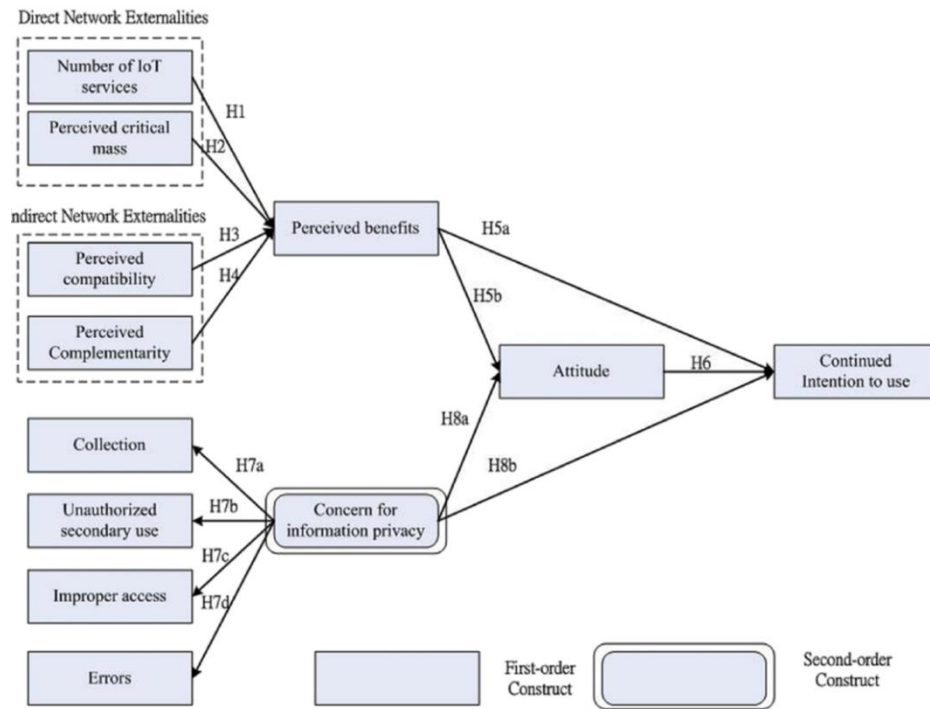 Direct Network Externalities
Number of IoT
services
H1
Perceived critical
mass
H2
ndirect Network Externalities
Perceived
compatibility
H3
H4
Perceived
Complementarity
Perceived benefits
H5a
H5b
Attitude
H6
Continued
Intention to use
H8a
H8b
Collection
H7a
Unauthorized
secondary use
H7b
Concern for
information privacy
H7c
Improper access
H7d
Errors
First-order
Construct
Second-order
Construct